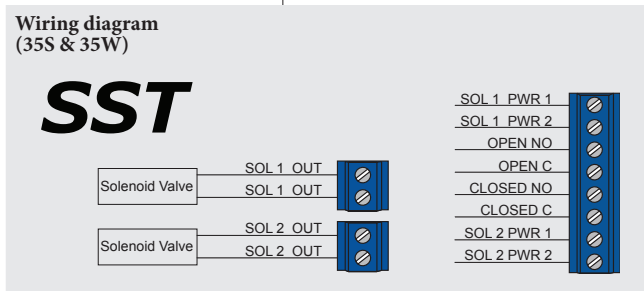 Wiring diagram
(35S & 35W)
SST
Solenoid Valve
SOL 1 OUT
SOL 1 OUT
Solenoid Valve
SOL 2 OUT
SOL 2 OUT
SOL 1 PWR 1
SOL 1 PWR 2
OPEN NO
OPEN C
CLOSED NO
CLOSED C
SOL 2 PWR 1
SOL 2 PWR 2